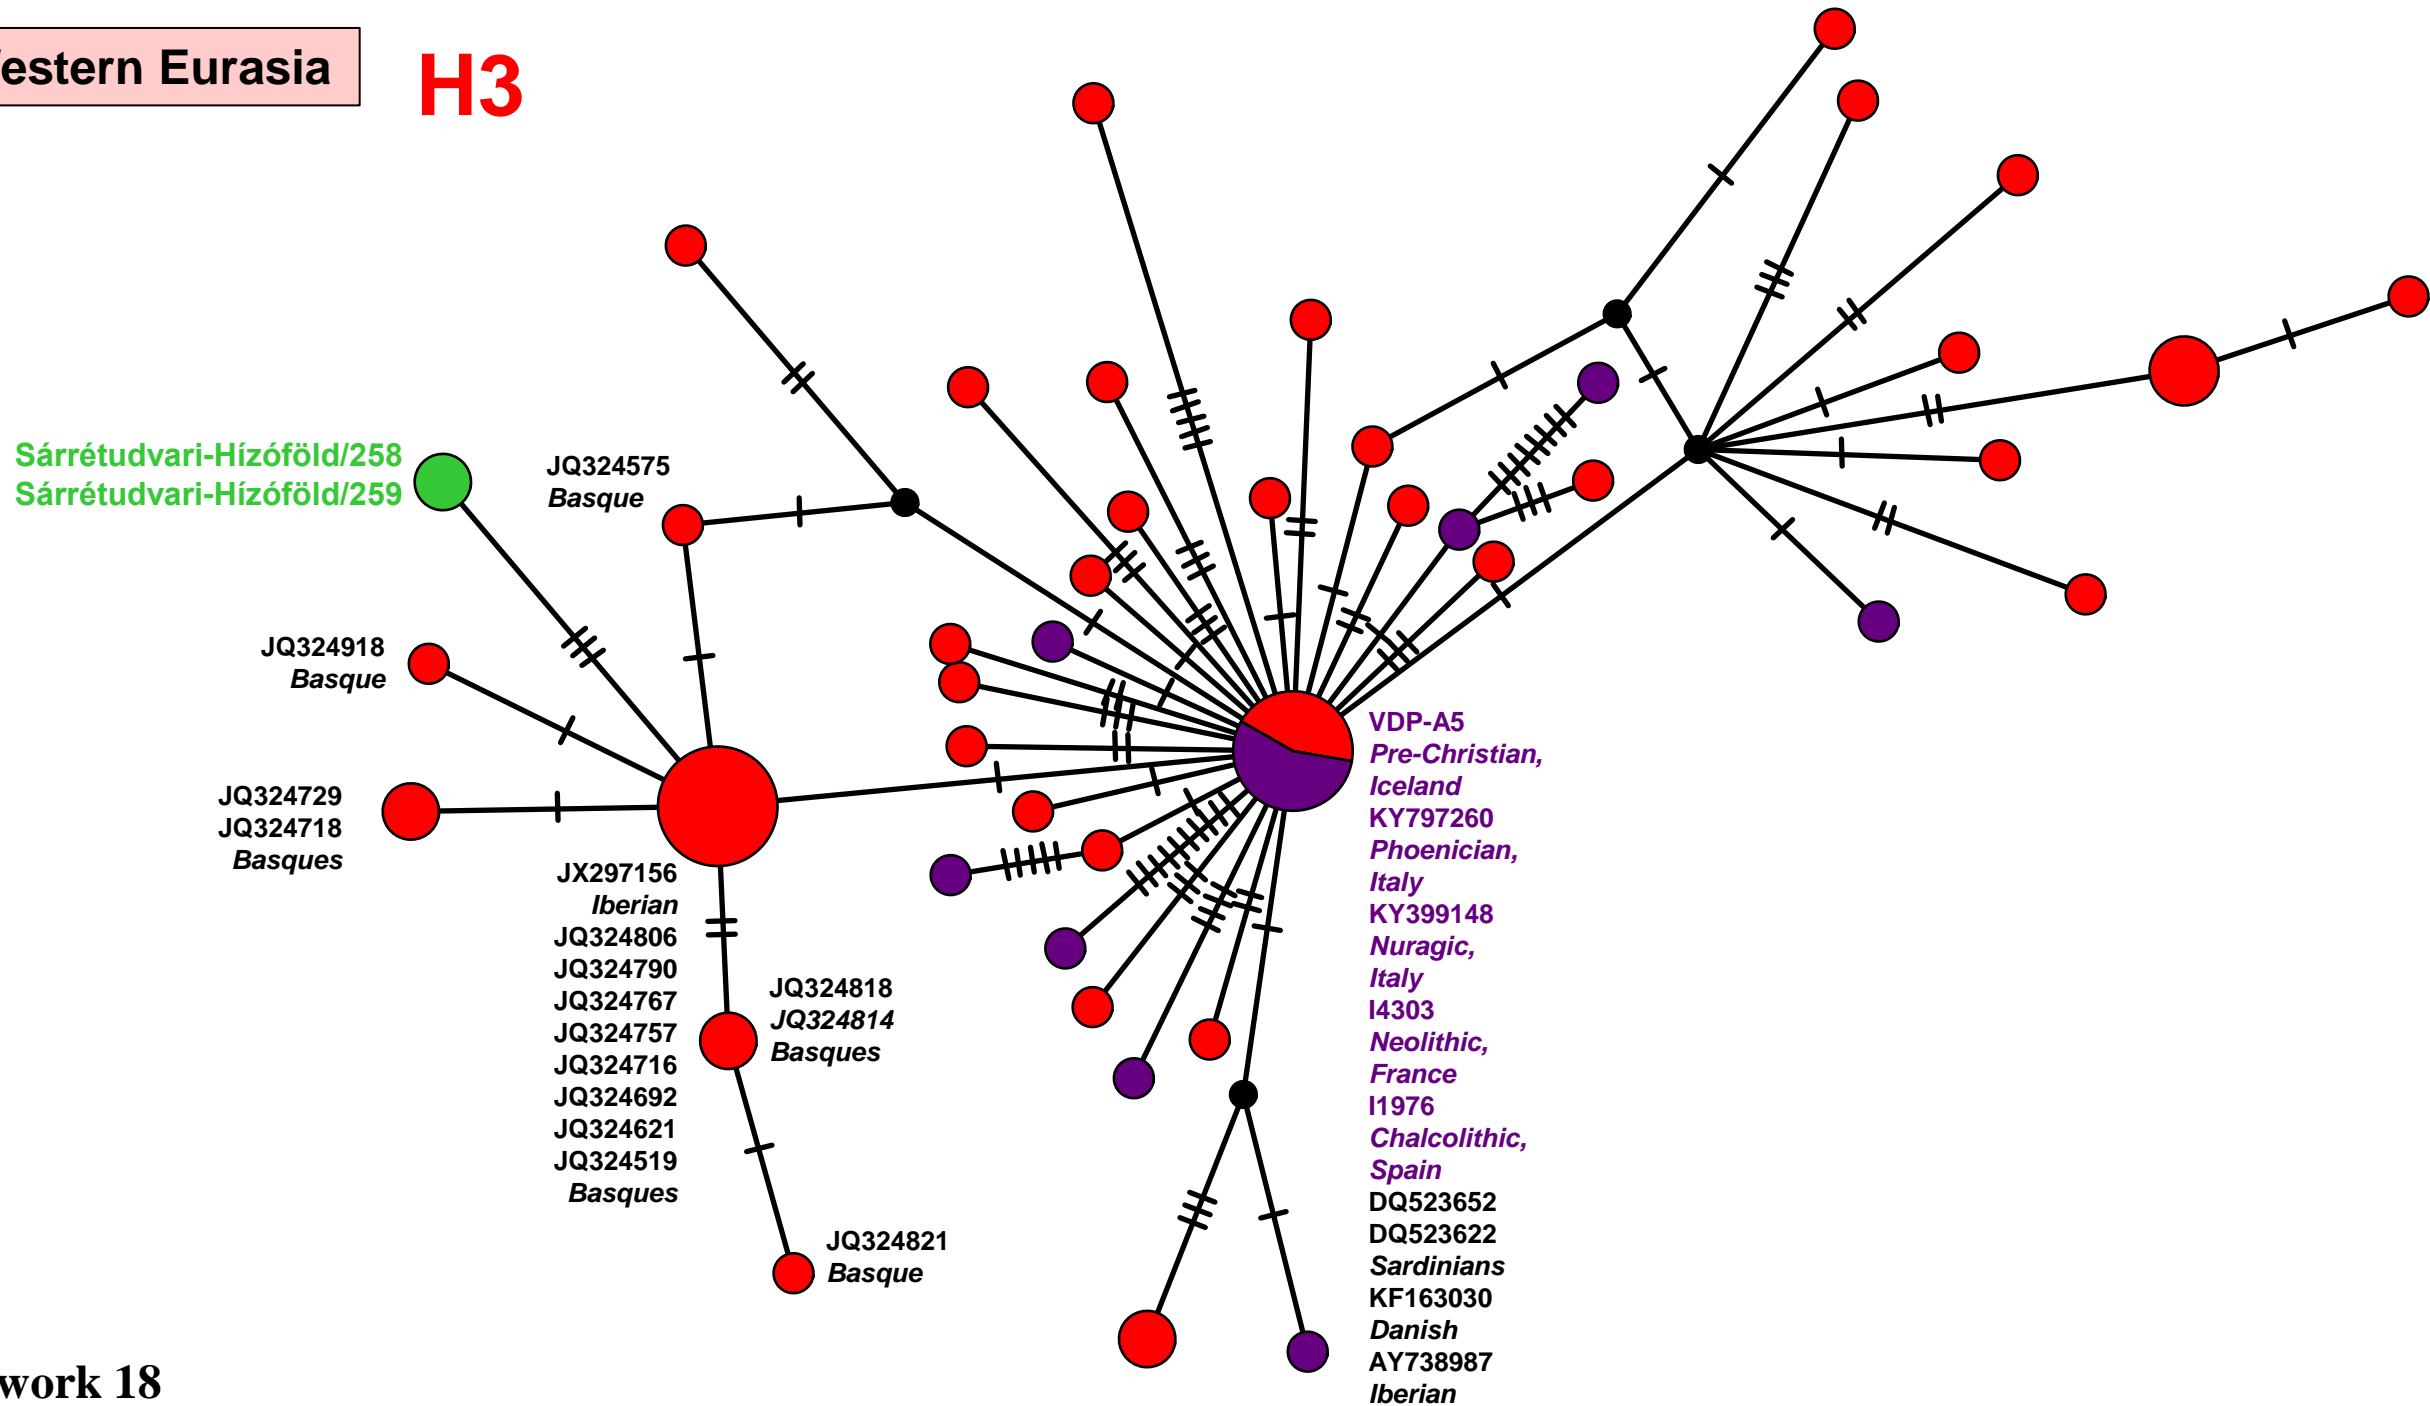 estern Eurasia
H3
Sárrétudvari-Hízóföld/258
Sárrétudvari-Hízóföld/259
JQ324575
Basque
JQ324918
Basque
JQ324729
JQ324718
Basques
JX297156
Iberian
JQ324806
JQ324790
JQ324767
JQ324757
JQ324716
JQ324692
JQ324621
JQ324519
Basques
JQ324818
JQ324814
Basques
JQ324821
Basque
VDP-A5
Pre-Christian,
Iceland
KY797260
Phoenician,
Italy
KY399148
Nuragic,
Italy
I4303
Neolithic,
France
I1976
Chalcolithic,
Spain
DQ523652
DQ523622
Sardinians
KF163030
Danish
AY738987
Iberian
work 18